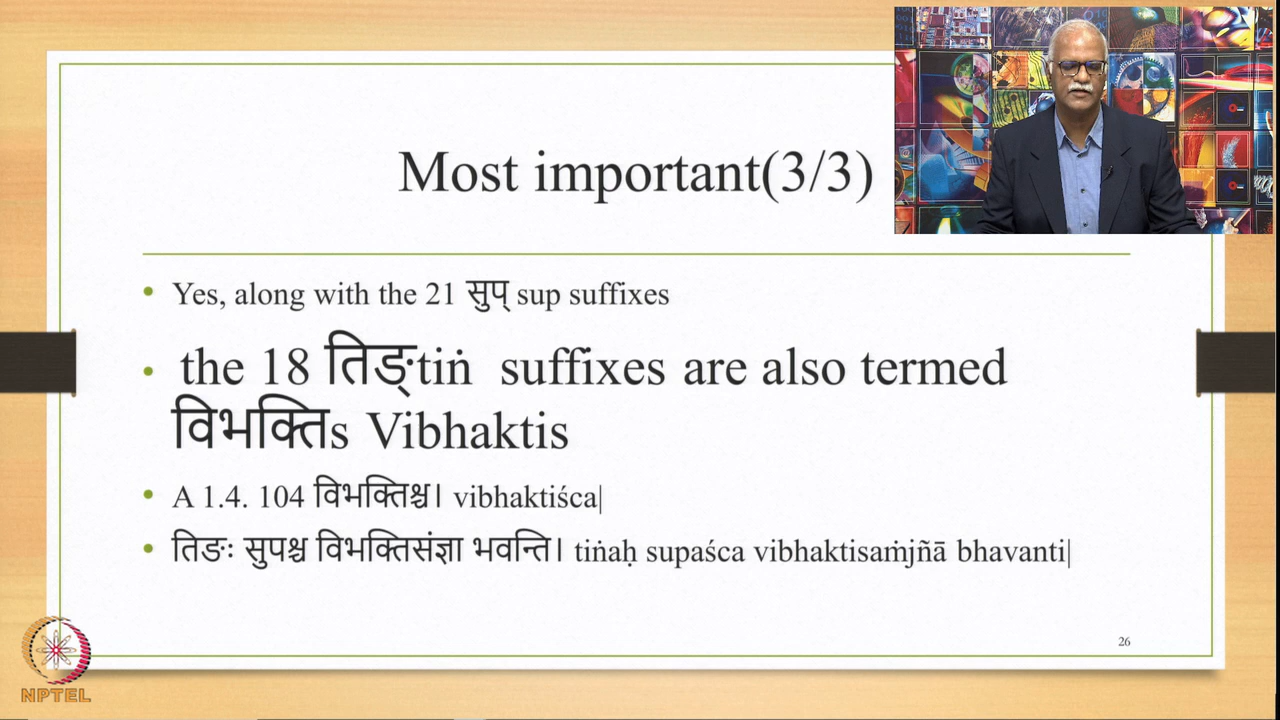 Most important(3/3)
Yes, along with the 21 सुप् sup suffixes
the 18 तिङ्tiṅ suffixes are also termed
विभक्तिs Vibhaktis
A 1.4. 104 विभक्तिश्च। vibhaktiśca|
तिङः सुपश्च विभक्तिसंज्ञा भवन्ति। tiṅaḥ supaśca vibhaktisaṁjñā bhavanti|
26
NPTEL